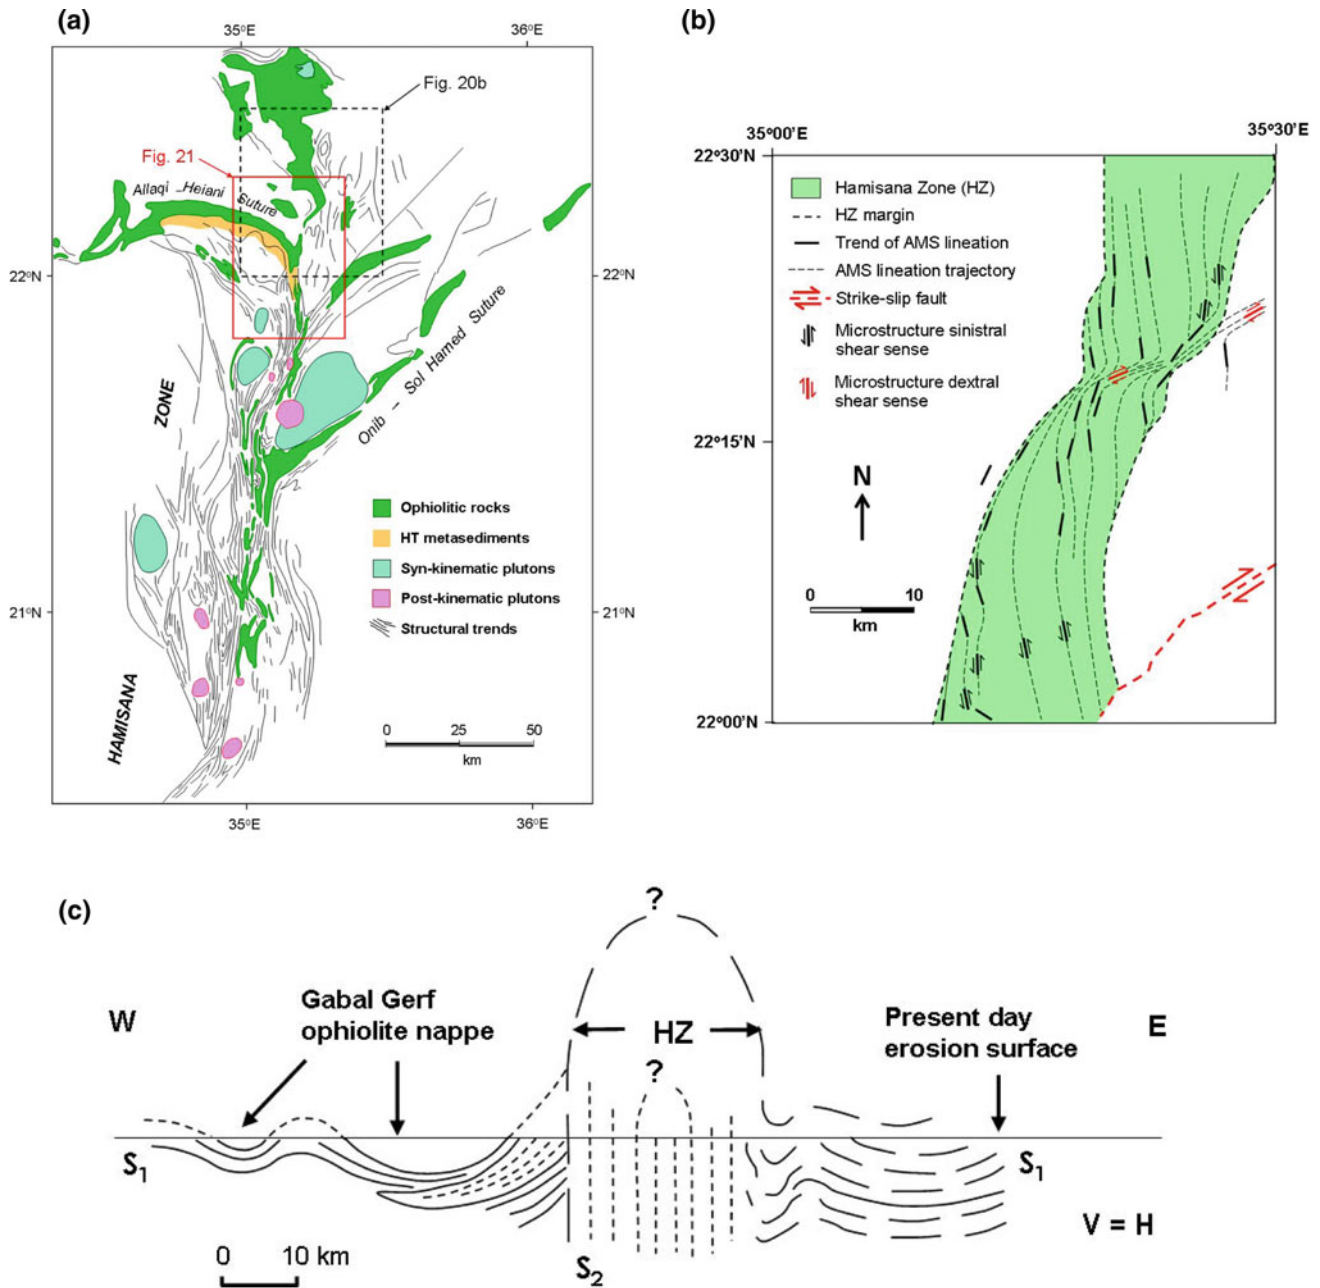 (a)
35°E
36°E
Fig. 20b
Fig. 21
Allaqi - Heiani Suture
22°N
22°N
ZONE
Onib - Sol Hamed Suture
Ophiolitic rocks
HT metasediments
Syn-kinematic plutons
Post-kinematic plutons
Structural trends
21°N
21°N
HAMISANA
0 25 50
km
35°E
36°E
(b)
35°00'E
35°30'E
22°30'N
Hamisana Zone (HZ)
HZ margin
Trend of AMS lineation
AMS lineation trajectory
Strike-slip fault
Microstructure sinistral
shear sense
Microstructure dextral
shear sense
22°15'N
N
0 10
km
22°00'N
(c)
?
W
Gabal Gerf
ophiolite nappe
HZ
Present day
erosion surface
E
?
S1
S1
V = H
0 10 km
S2